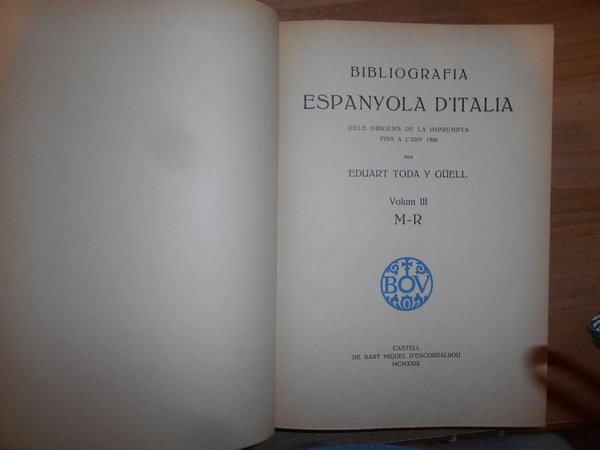 BIBLIOGRAFIA
ESPANYOLA D'ITALIA
DELS ORIGENS DE LA IMPREMPTA
FINS A L'ANY 1900
PER
EDUART TODA Y GÜELL
Volum III
M-R
BOV
CASTELL
DE SANT MIQUEL D'ESCORNALBOU
MCMXXIX